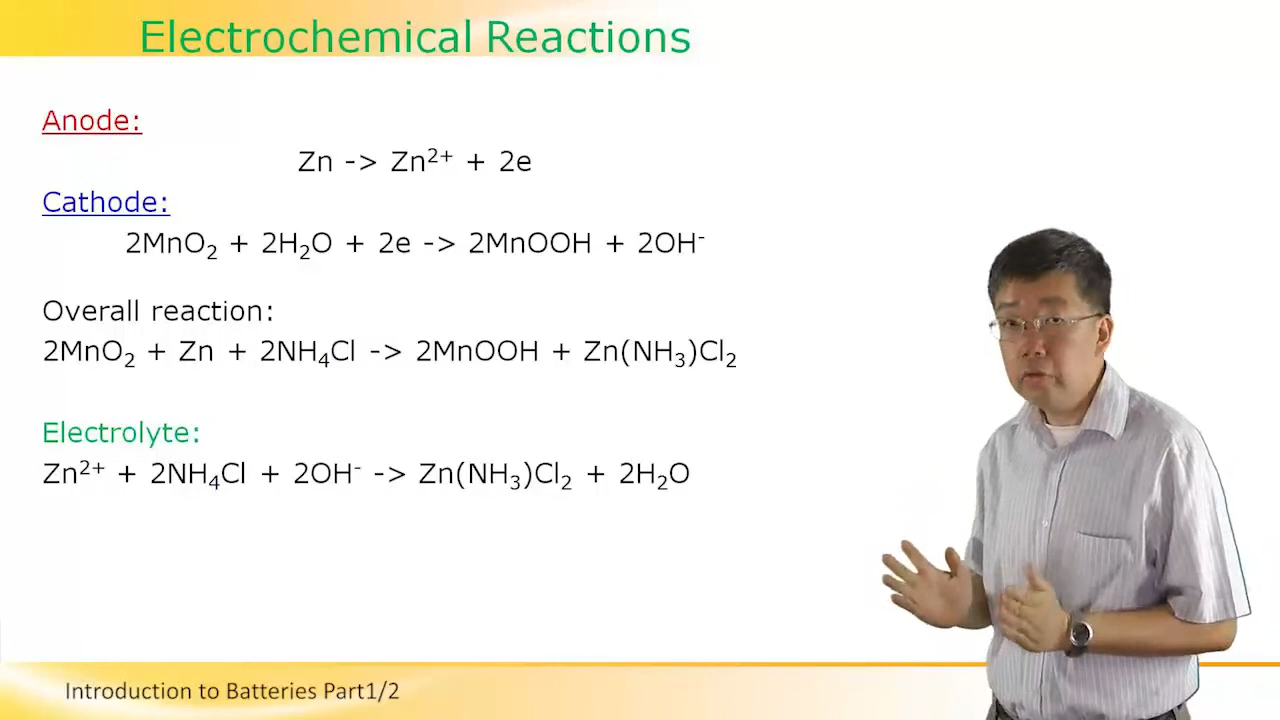 Electrochemical Reactions
Anode:
Zn -> Zn²⁺ + 2e
Cathode:
2MnO₂ + 2H₂O + 2e -> 2MnOOH + 2OH⁻
Overall reaction:
2MnO₂ + Zn + 2NH₄Cl -> 2MnOOH + Zn(NH₃)Cl₂
Electrolyte:
Zn²⁺ + 2NH₄Cl + 2OH⁻ -> Zn(NH₃)Cl₂ + 2H₂O
Introduction to Batteries Part1/2